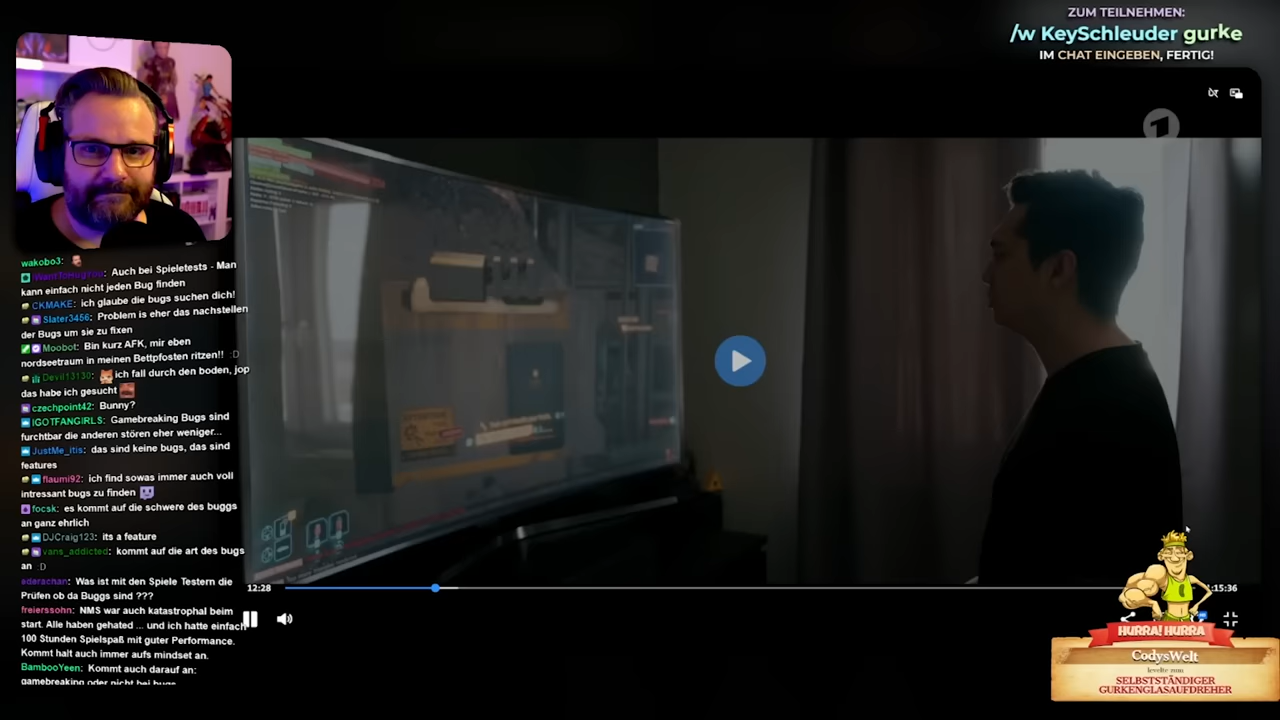 ZUM TEILNEHMEN:
/w KeySchleuder gurke
IM CHAT EINGEBEN, FERTIG!
wakobo3:
IWantToHugYou: Auch bei Spieletests - Man
kann einfach nicht jeden Bug finden
CKMAKE: ich glaube die bugs suchen dich!
Slater3456: Problem is eher das nachstellen
der Bugs um sie zu fixen
Moobot: Bin kurz AFK, mir eben
nordseetraum in meinen Bettpfosten ritzen!! :D
Devil13130: ich fall durch den boden, jop
das habe ich gesucht
czechpoint42: Bunny?
IGOTFANGIRLS: Gamebreaking Bugs sind
furchtbar die anderen stören eher weniger...
JustMe_itis: das sind keine bugs, das sind
features
flaumi92: ich find sowas immer auch voll
intressant bugs zu finden
focsk: es kommt auf die schwere des buggs
an ganz ehrlich
DJCraig123: its a feature
vans_addicted: kommt auf die art des bugs
an :D
aderschan: Was ist mit den Spiele Testern die
Prüfen ob da Buggs sind ???
freierssohn: NMS war auch katastrophal beim
start. Alle haben gehated ... und ich hatte einfach
100 Stunden Spielspaß mit guter Performance.
Kommt halt auch immer aufs mindset an.
BambooYeen: Kommt auch darauf an:
gamebreaking oder nicht bei bugs
12:28
1:15:36
HURRA! HURRA
CodysWelt
levelte zum
SELBSTSTÄNDIGER
GURKENGLASAUFDREHER